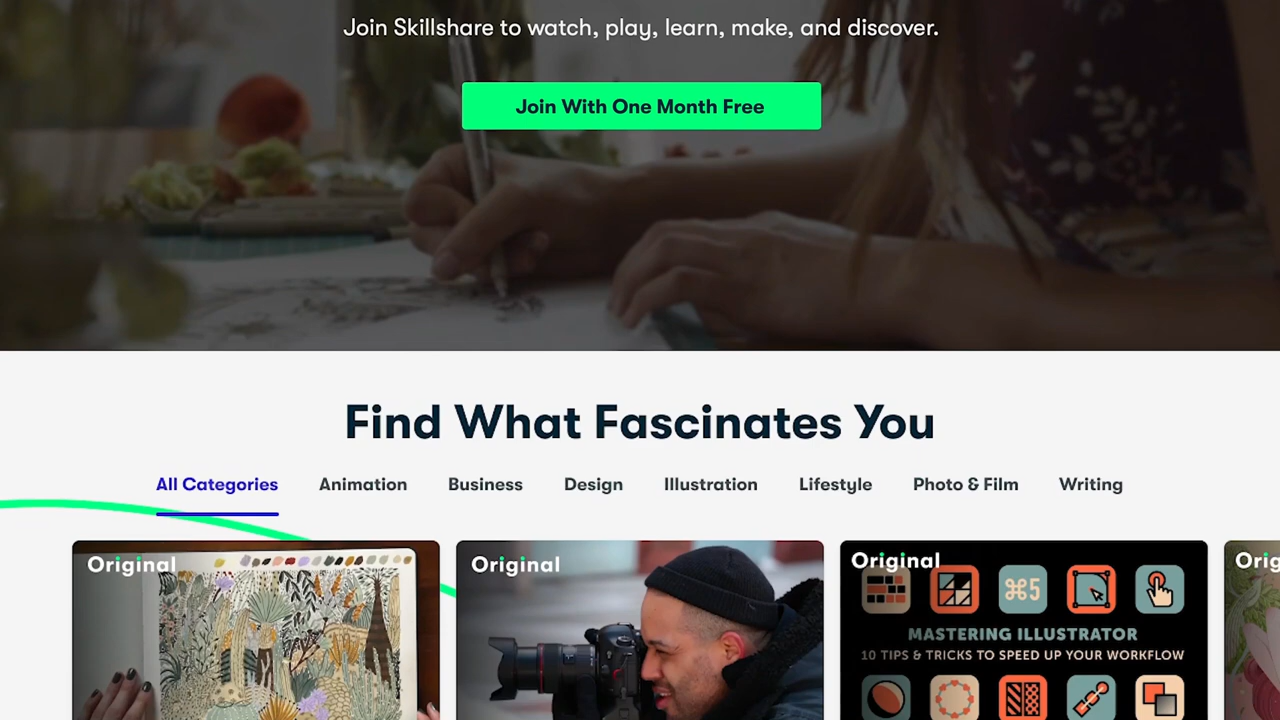 Join Skillshare to watch, play, learn, make, and discover.
Join With One Month Free
Find What Fascinates You
All Categories Animation Business Design Illustration Lifestyle Photo & Film Writing
Original Original Original Orig
⌘5
MASTERING ILLUSTRATOR
10 TIPS & TRICKS TO SPEED UP YOUR WORKFLOW